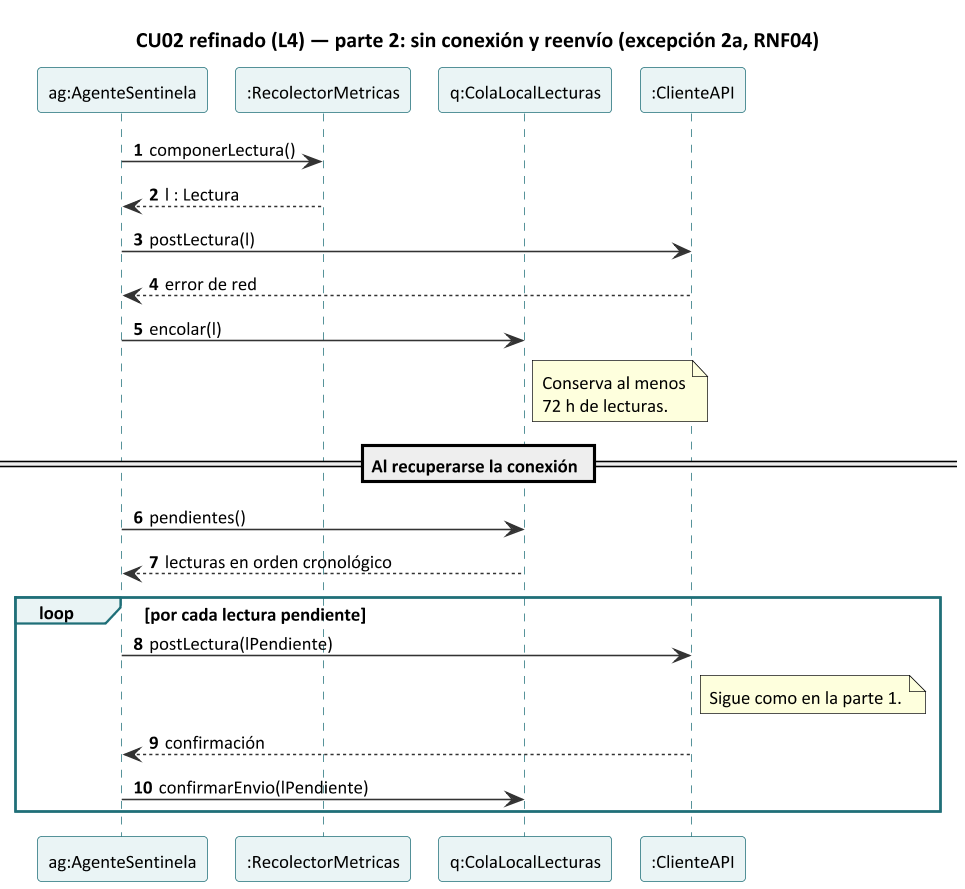 CU02 refinado (L4) — parte 2: sin conexión y reenvío (excepción 2a, RNF04)
ag:AgenteSentinela :RecolectorMetricas q:ColaLocalLecturas :ClienteAPI
1 componerLectura()
2 l : Lectura
3 postLectura(l)
4 error de red
5 encolar(l)
Conserva al menos
72 h de lecturas.
Al recuperarse la conexión
6 pendientes()
7 lecturas en orden cronológico
loop [por cada lectura pendiente]
8 postLectura(lPendiente)
Sigue como en la parte 1.
9 confirmación
10 confirmarEnvio(lPendiente)
ag:AgenteSentinela :RecolectorMetricas q:ColaLocalLecturas :ClienteAPI